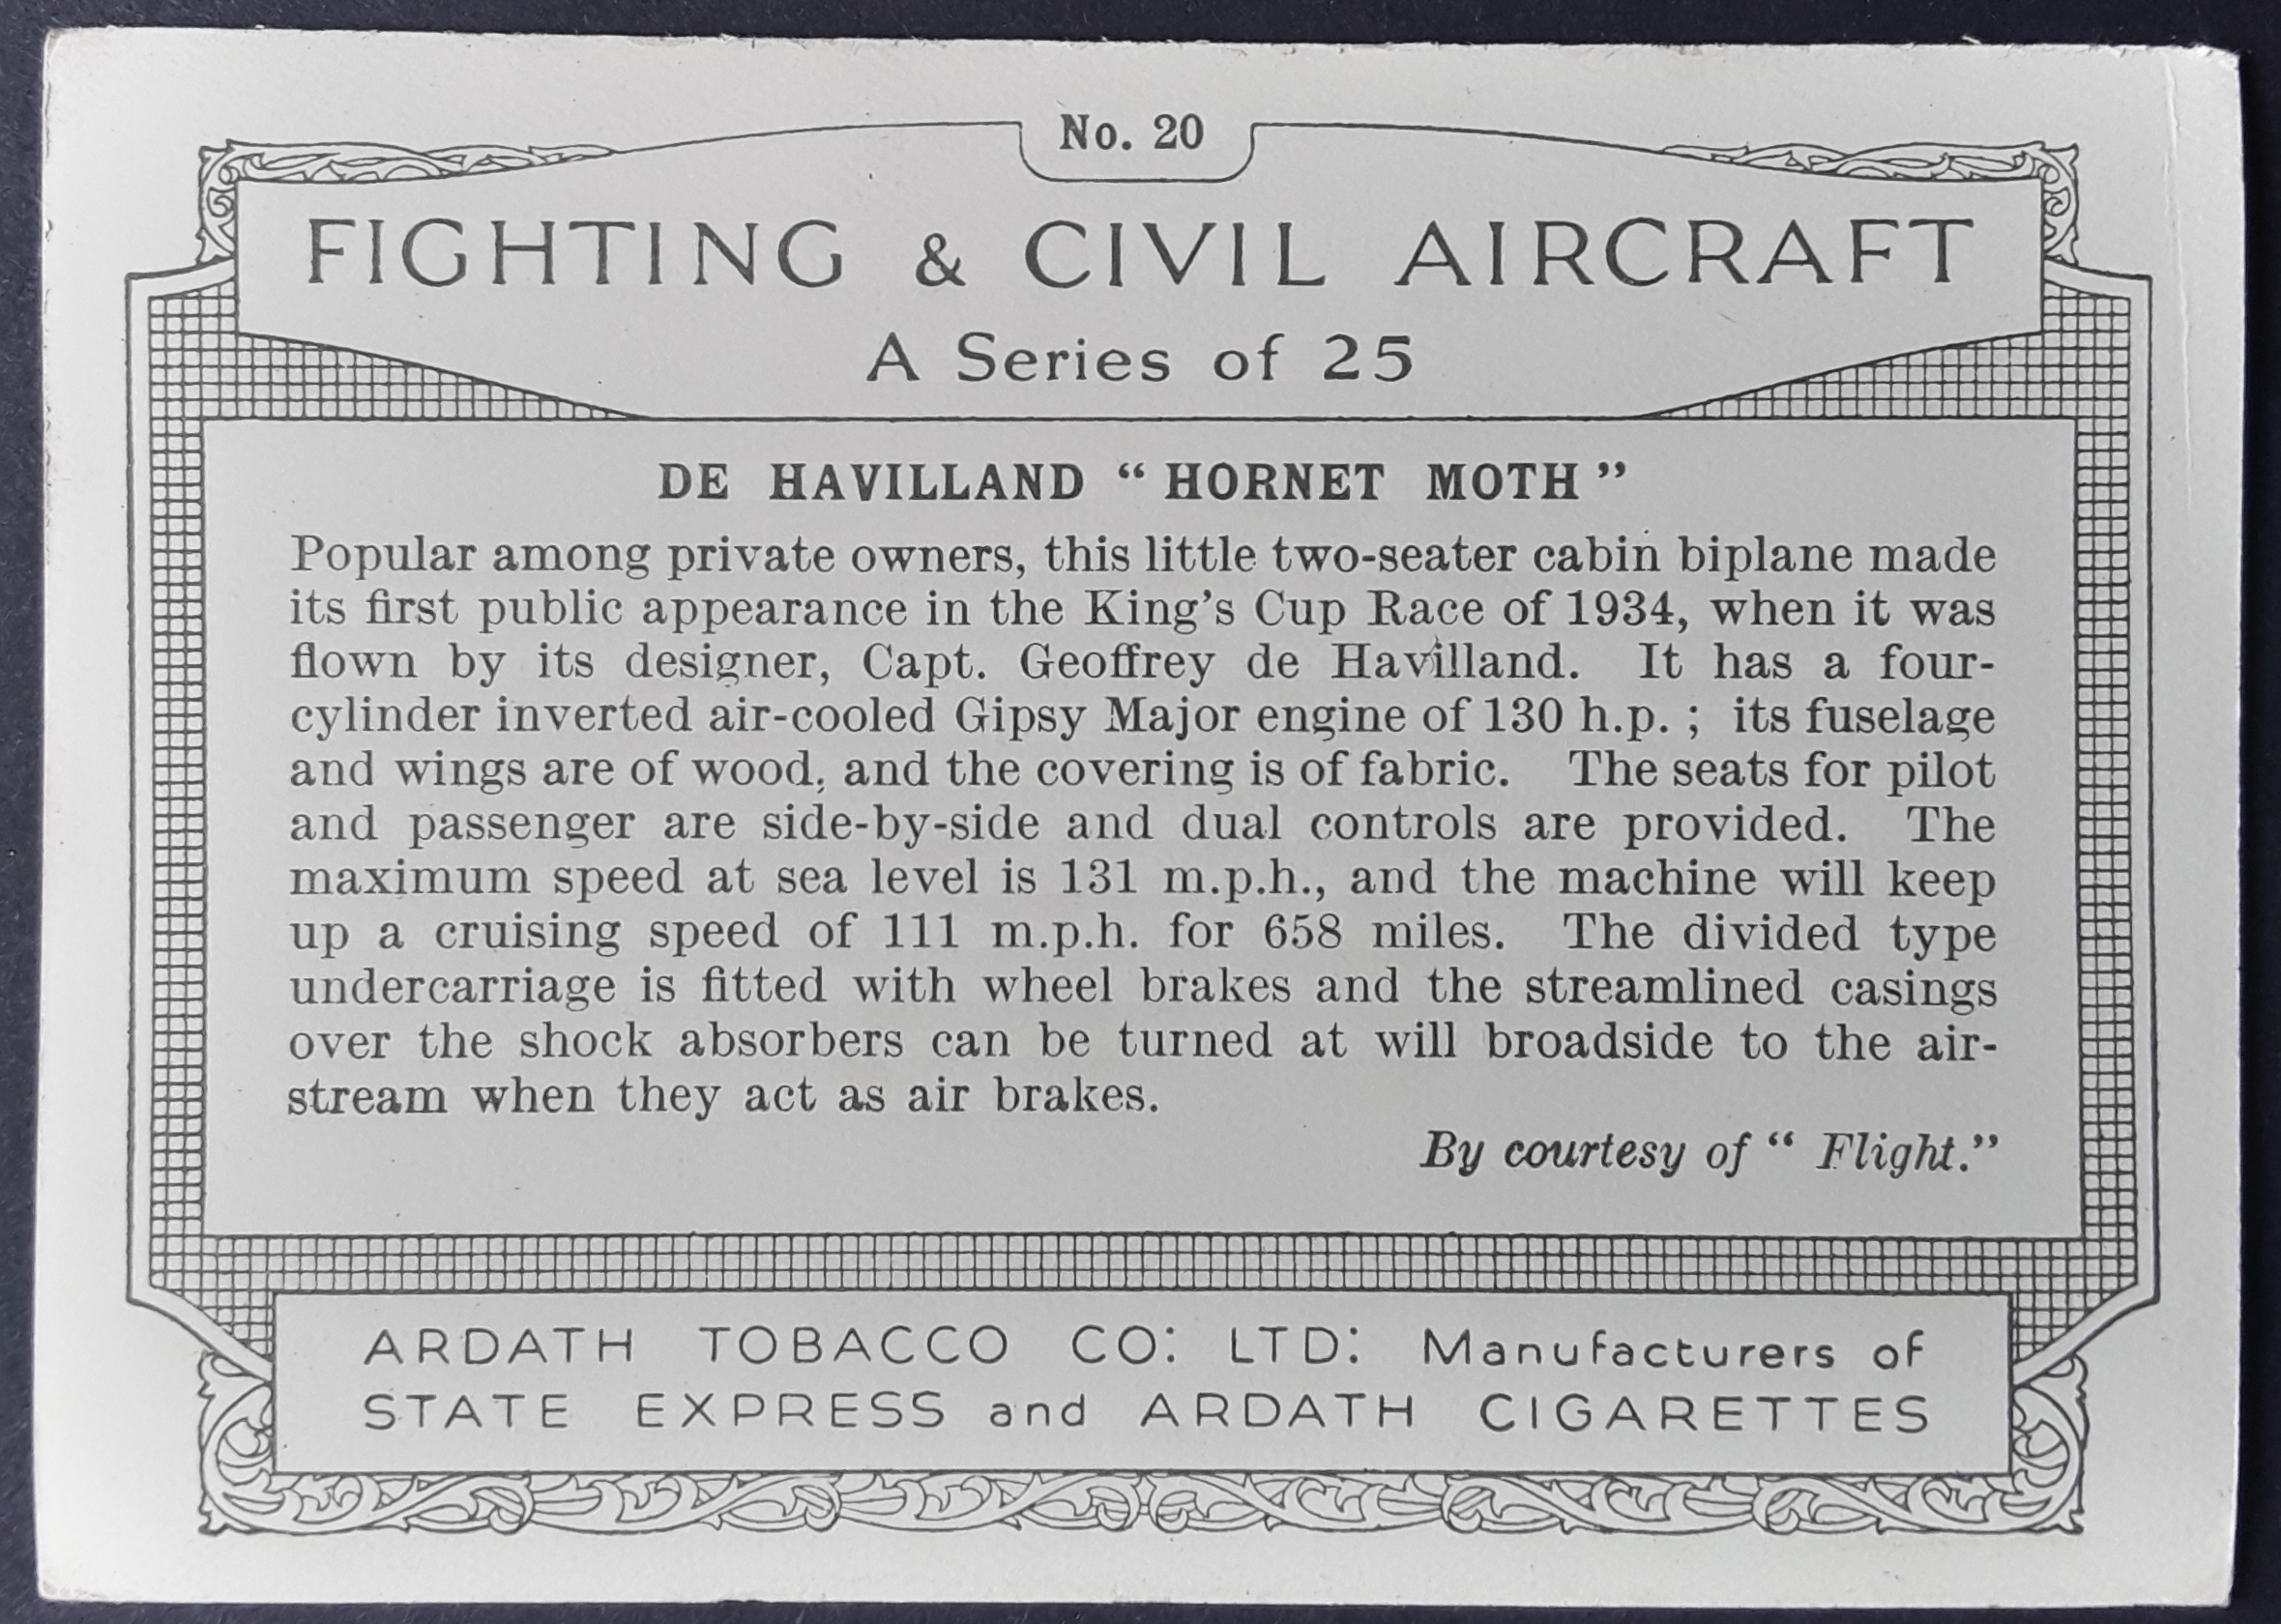 No. 20
FIGHTING & CIVIL AIRCRAFT
A Series of 25
DE HAVILLAND “ HORNET MOTH ”
Popular among private owners, this little two-seater cabin biplane made
its first public appearance in the King’s Cup Race of 1934, when it was
flown by its designer, Capt. Geoffrey de Havilland. It has a four-
cylinder inverted air-cooled Gipsy Major engine of 130 h.p. ; its fuselage
and wings are of wood, and the covering is of fabric. The seats for pilot
and passenger are side-by-side and dual controls are provided. The
maximum speed at sea level is 131 m.p.h., and the machine will keep
up a cruising speed of 111 m.p.h. for 658 miles. The divided type
undercarriage is fitted with wheel brakes and the streamlined casings
over the shock absorbers can be turned at will broadside to the air-
stream when they act as air brakes.
By courtesy of “ Flight.”
ARDATH TOBACCO CO: LTD: Manufacturers of
STATE EXPRESS and ARDATH CIGARETTES